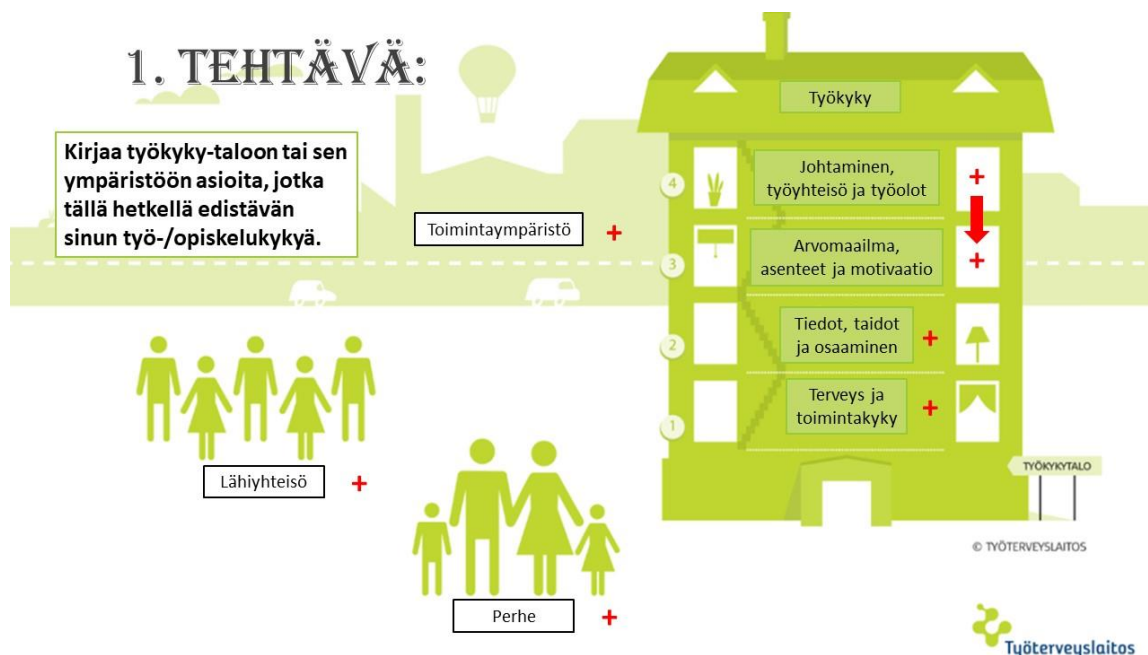 1. TEHTÄVÄ:
Kirjaa työkyky-taloon tai sen
ympäristöön asioita, jotka
tällä hetkellä edistävän
sinun työ-/opiskelukykyä.
Toimintaympäristö +
Lähiyhteisö +
Perhe +
Työkyky
4
Johtaminen,
työyhteisö ja työolot
+
3
Arvomaailma,
asenteet ja motivaatio
+
2
Tiedot, taidot
ja osaaminen
+
1
Terveys ja
toimintakyky
+
TYÖKYKYTALO
© TYÖTERVEYSLAITOS
Työterveyslaitos